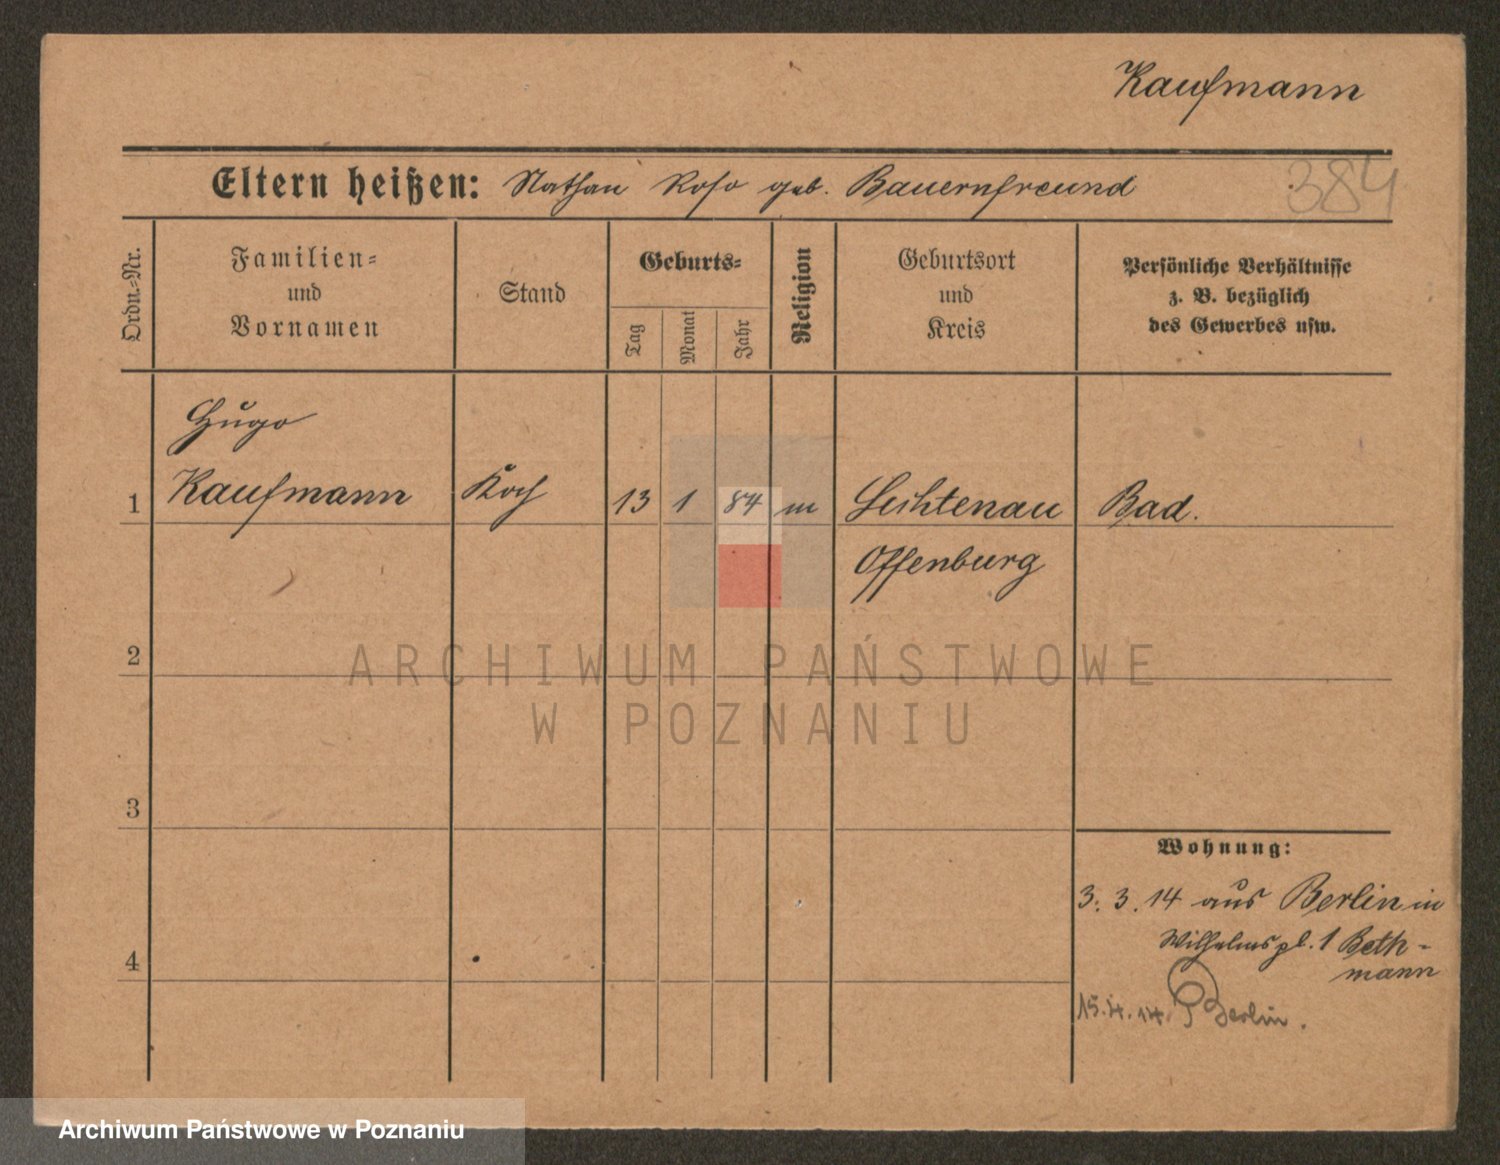 Kaufmann
Eltern heißen: Nathan Rosa geb. Bauernfreund
384
Ordn.-Nr.
Familien-
und
Vornamen
Stand
Geburts-
Tag
Monat
Jahr
Religion
Geburtsort
und
Kreis
Persönliche Verhältnisse
z. B. bezüglich
des Gewerbes usw.
Hugo
1 Kaufmann Koch 13 1 84 m Lichtenau Bad.
Offenburg
2
ARCHIWUM PAŃSTWOWE
W POZNANIU
3
Wohnung:
3. 3. 14 aus Berlin in
Wilhelmspl. 1 Beth-
4
mann
15.4.14. Berlin.
Archiwum Państwowe w Poznaniu